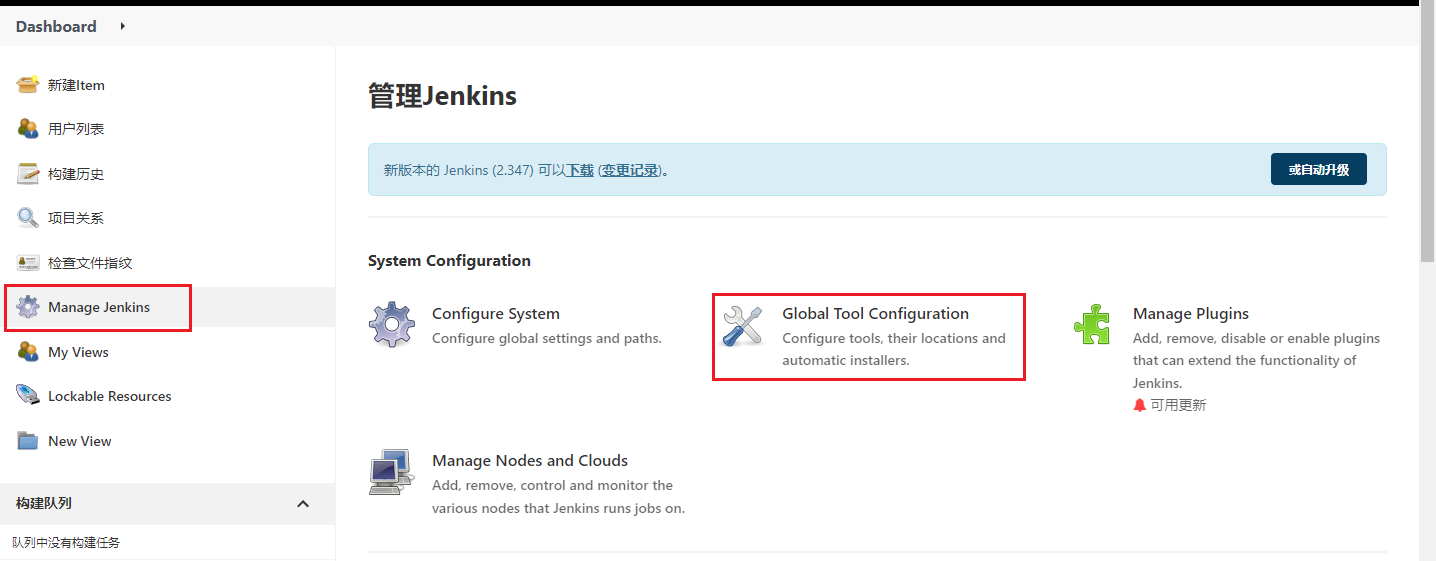 Dashboard
新建Item
用户列表
构建历史
项目关系
检查文件指纹
Manage Jenkins
My Views
Lockable Resources
New View
构建队列
队列中没有构建任务
管理Jenkins
新版本的 Jenkins (2.347) 可以下载 (变更记录)。
或自动升级
System Configuration
Configure System
Configure global settings and paths.
Global Tool Configuration
Configure tools, their locations and
automatic installers.
Manage Plugins
Add, remove, disable or enable plugins
that can extend the functionality of
Jenkins.
可用更新
Manage Nodes and Clouds
Add, remove, control and monitor the
various nodes that Jenkins runs jobs on.